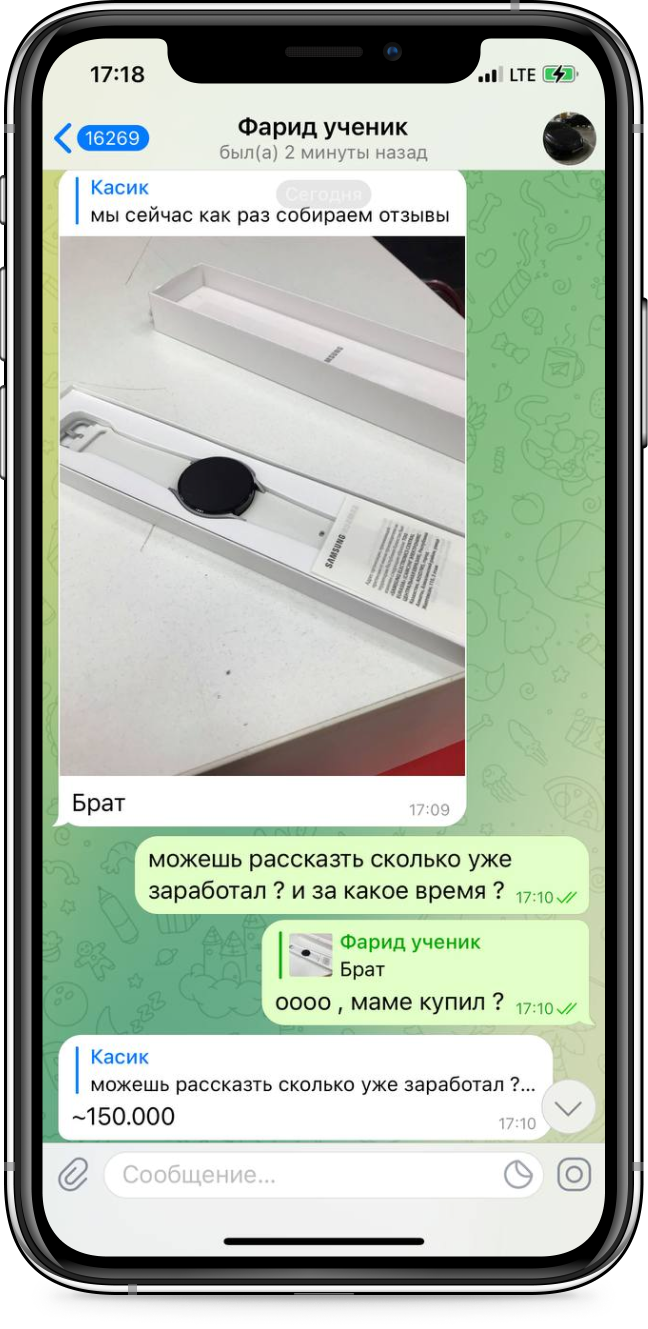 17:18
LTE
16269
Фарид ученик
был(а) 2 минуты назад
Сегодня
Касик
мы сейчас как раз собираем отзывы
SAMSUNG
Брат
17:09
можешь рассказть сколько уже
заработал ? и за какое время ?
17:10
Фарид ученик
Брат
оооо , маме купил ?
17:10
Касик
можешь рассказть сколько уже заработал ?...
~150.000
17:10
Сообщение...